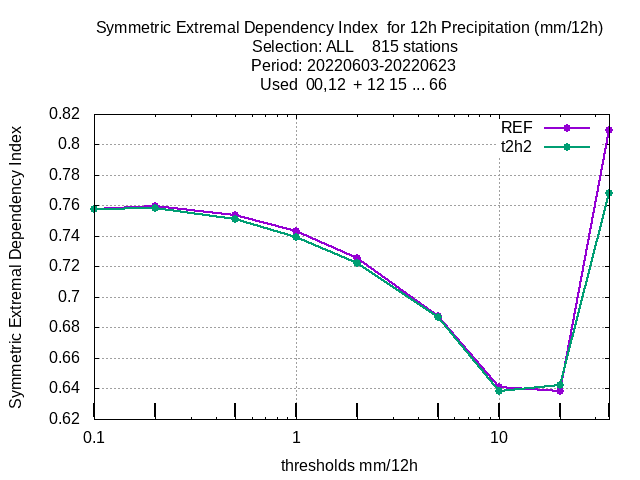 Symmetric Extremal Dependency Index  for 12h Precipitation (mm/12h)
Selection: ALL    815 stations
Period: 20220603-20220623
Used  00,12  + 12 15 ... 66
REF
t2h2
0.82
0.8
0.78
0.76
0.74
0.72
0.7
0.68
0.66
0.64
0.62
Symmetric Extremal Dependency Index
0.1
1
10
thresholds mm/12h